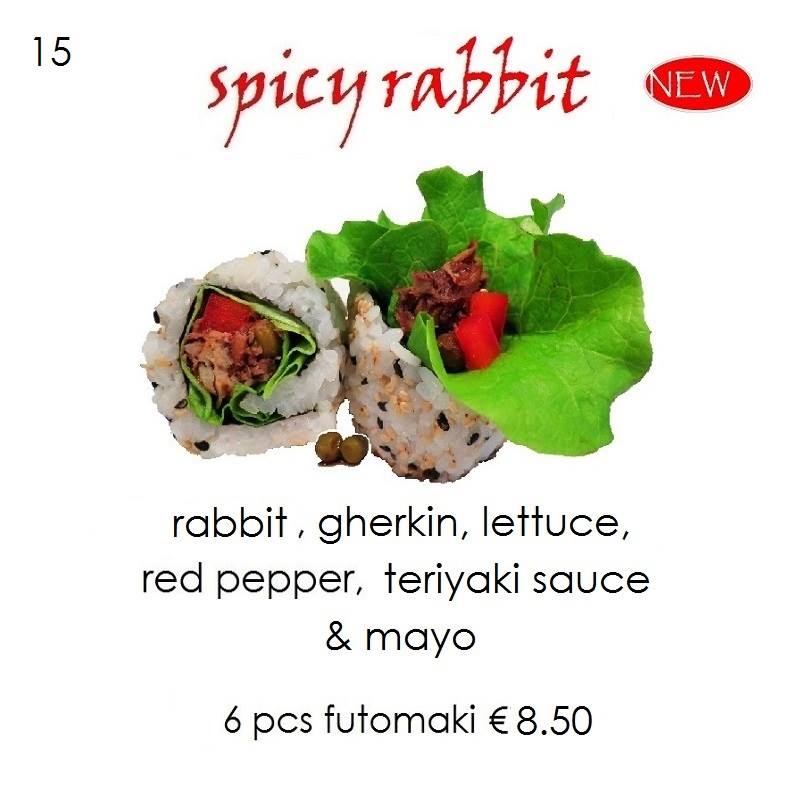 15
spicy rabbit
NEW
rabbit , gherkin, lettuce,
red pepper, teriyaki sauce
& mayo
6 pcs futomaki € 8.50